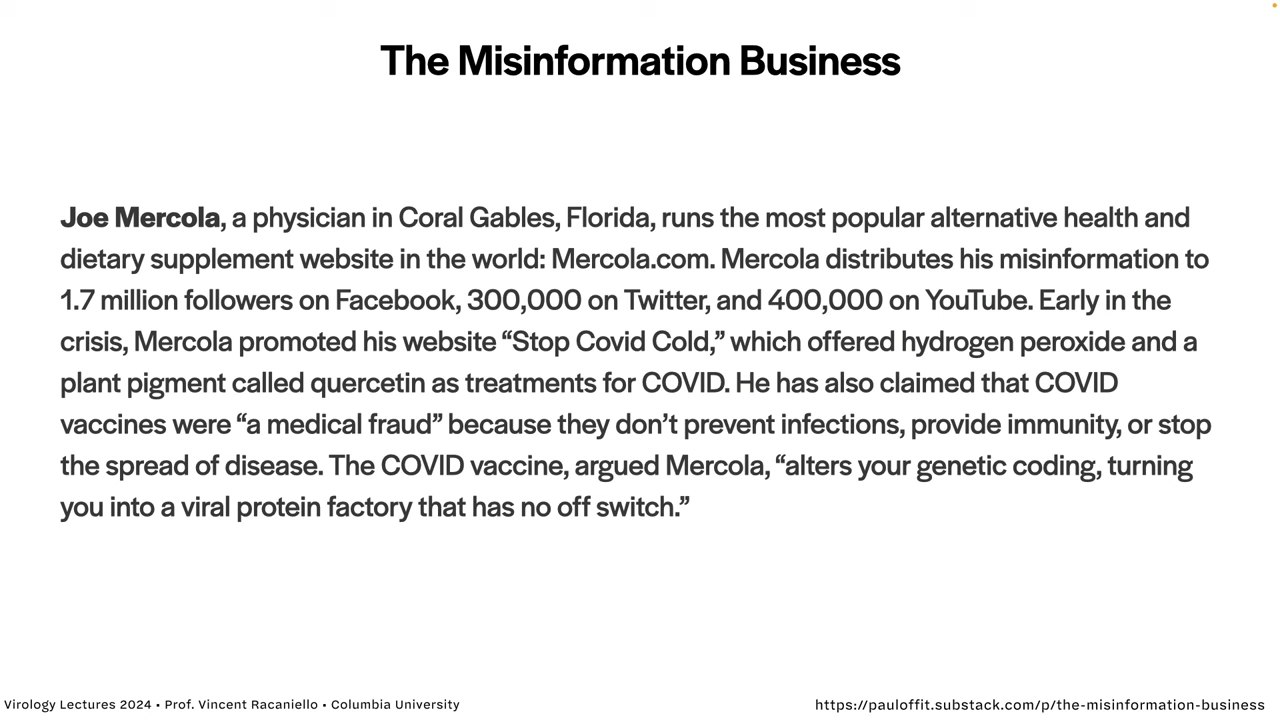 The Misinformation Business
Joe Mercola, a physician in Coral Gables, Florida, runs the most popular alternative health and
dietary supplement website in the world: Mercola.com. Mercola distributes his misinformation to
1.7 million followers on Facebook, 300,000 on Twitter, and 400,000 on YouTube. Early in the
crisis, Mercola promoted his website “Stop Covid Cold,” which offered hydrogen peroxide and a
plant pigment called quercetin as treatments for COVID. He has also claimed that COVID
vaccines were “a medical fraud” because they don’t prevent infections, provide immunity, or stop
the spread of disease. The COVID vaccine, argued Mercola, “alters your genetic coding, turning
you into a viral protein factory that has no off switch.”
Virology Lectures 2024 • Prof. Vincent Racaniello • Columbia University
https://pauloffit.substack.com/p/the-misinformation-business